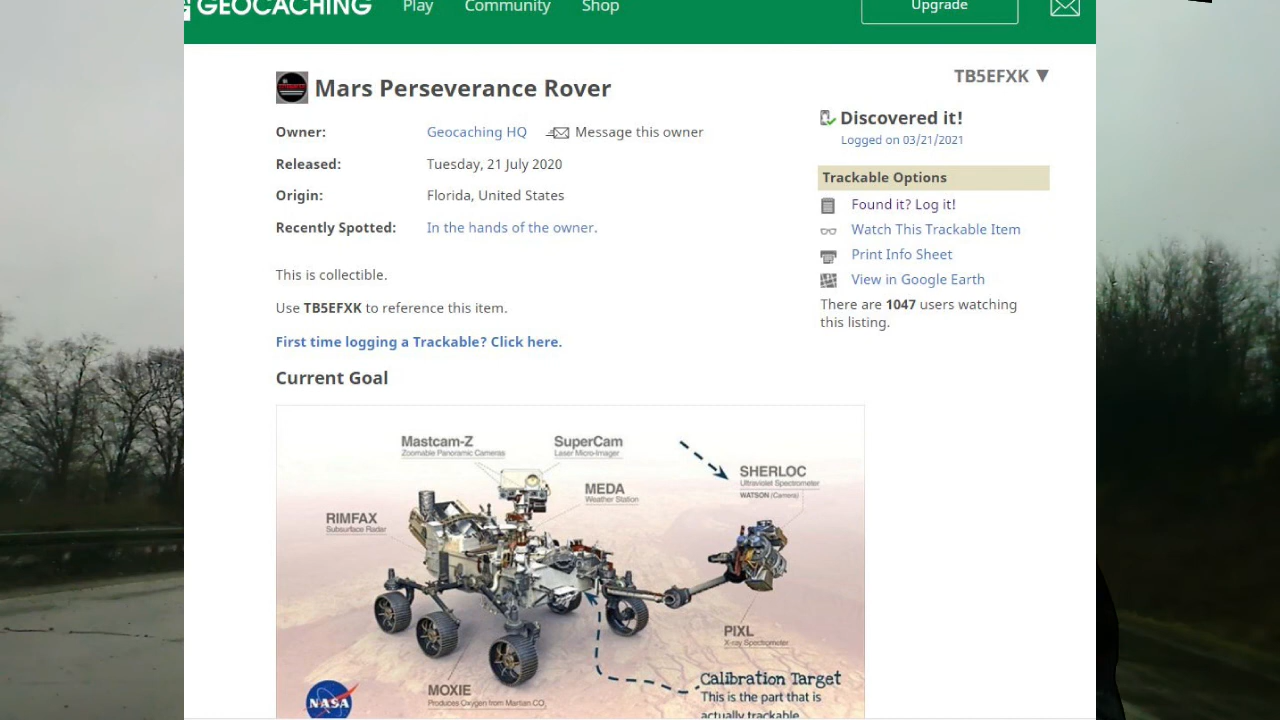 GEOCACHING Play Community Shop Upgrade
Mars Perseverance Rover
TB5EFXK ▼
Owner: Geocaching HQ Message this owner
Released: Tuesday, 21 July 2020
Origin: Florida, United States
Recently Spotted: In the hands of the owner.
This is collectible.
Use TB5EFXK to reference this item.
First time logging a Trackable? Click here.
Discovered it!
Logged on 03/21/2021
Trackable Options
Found it? Log it!
Watch This Trackable Item
Print Info Sheet
View in Google Earth
There are 1047 users watching
this listing.
Current Goal
Mastcam-Z
Zoomable Panoramic Cameras
SuperCam
Laser Micro-Imager
SHERLOC
Ultraviolet Spectrometer
WATSON (Camera)
MEDA
Weather Station
RIMFAX
Subsurface Radar
PIXL
X-ray Spectrometer
MOXIE
Produces Oxygen from Martian CO2
NASA
Calibration Target
This is the part that is
actually trackable